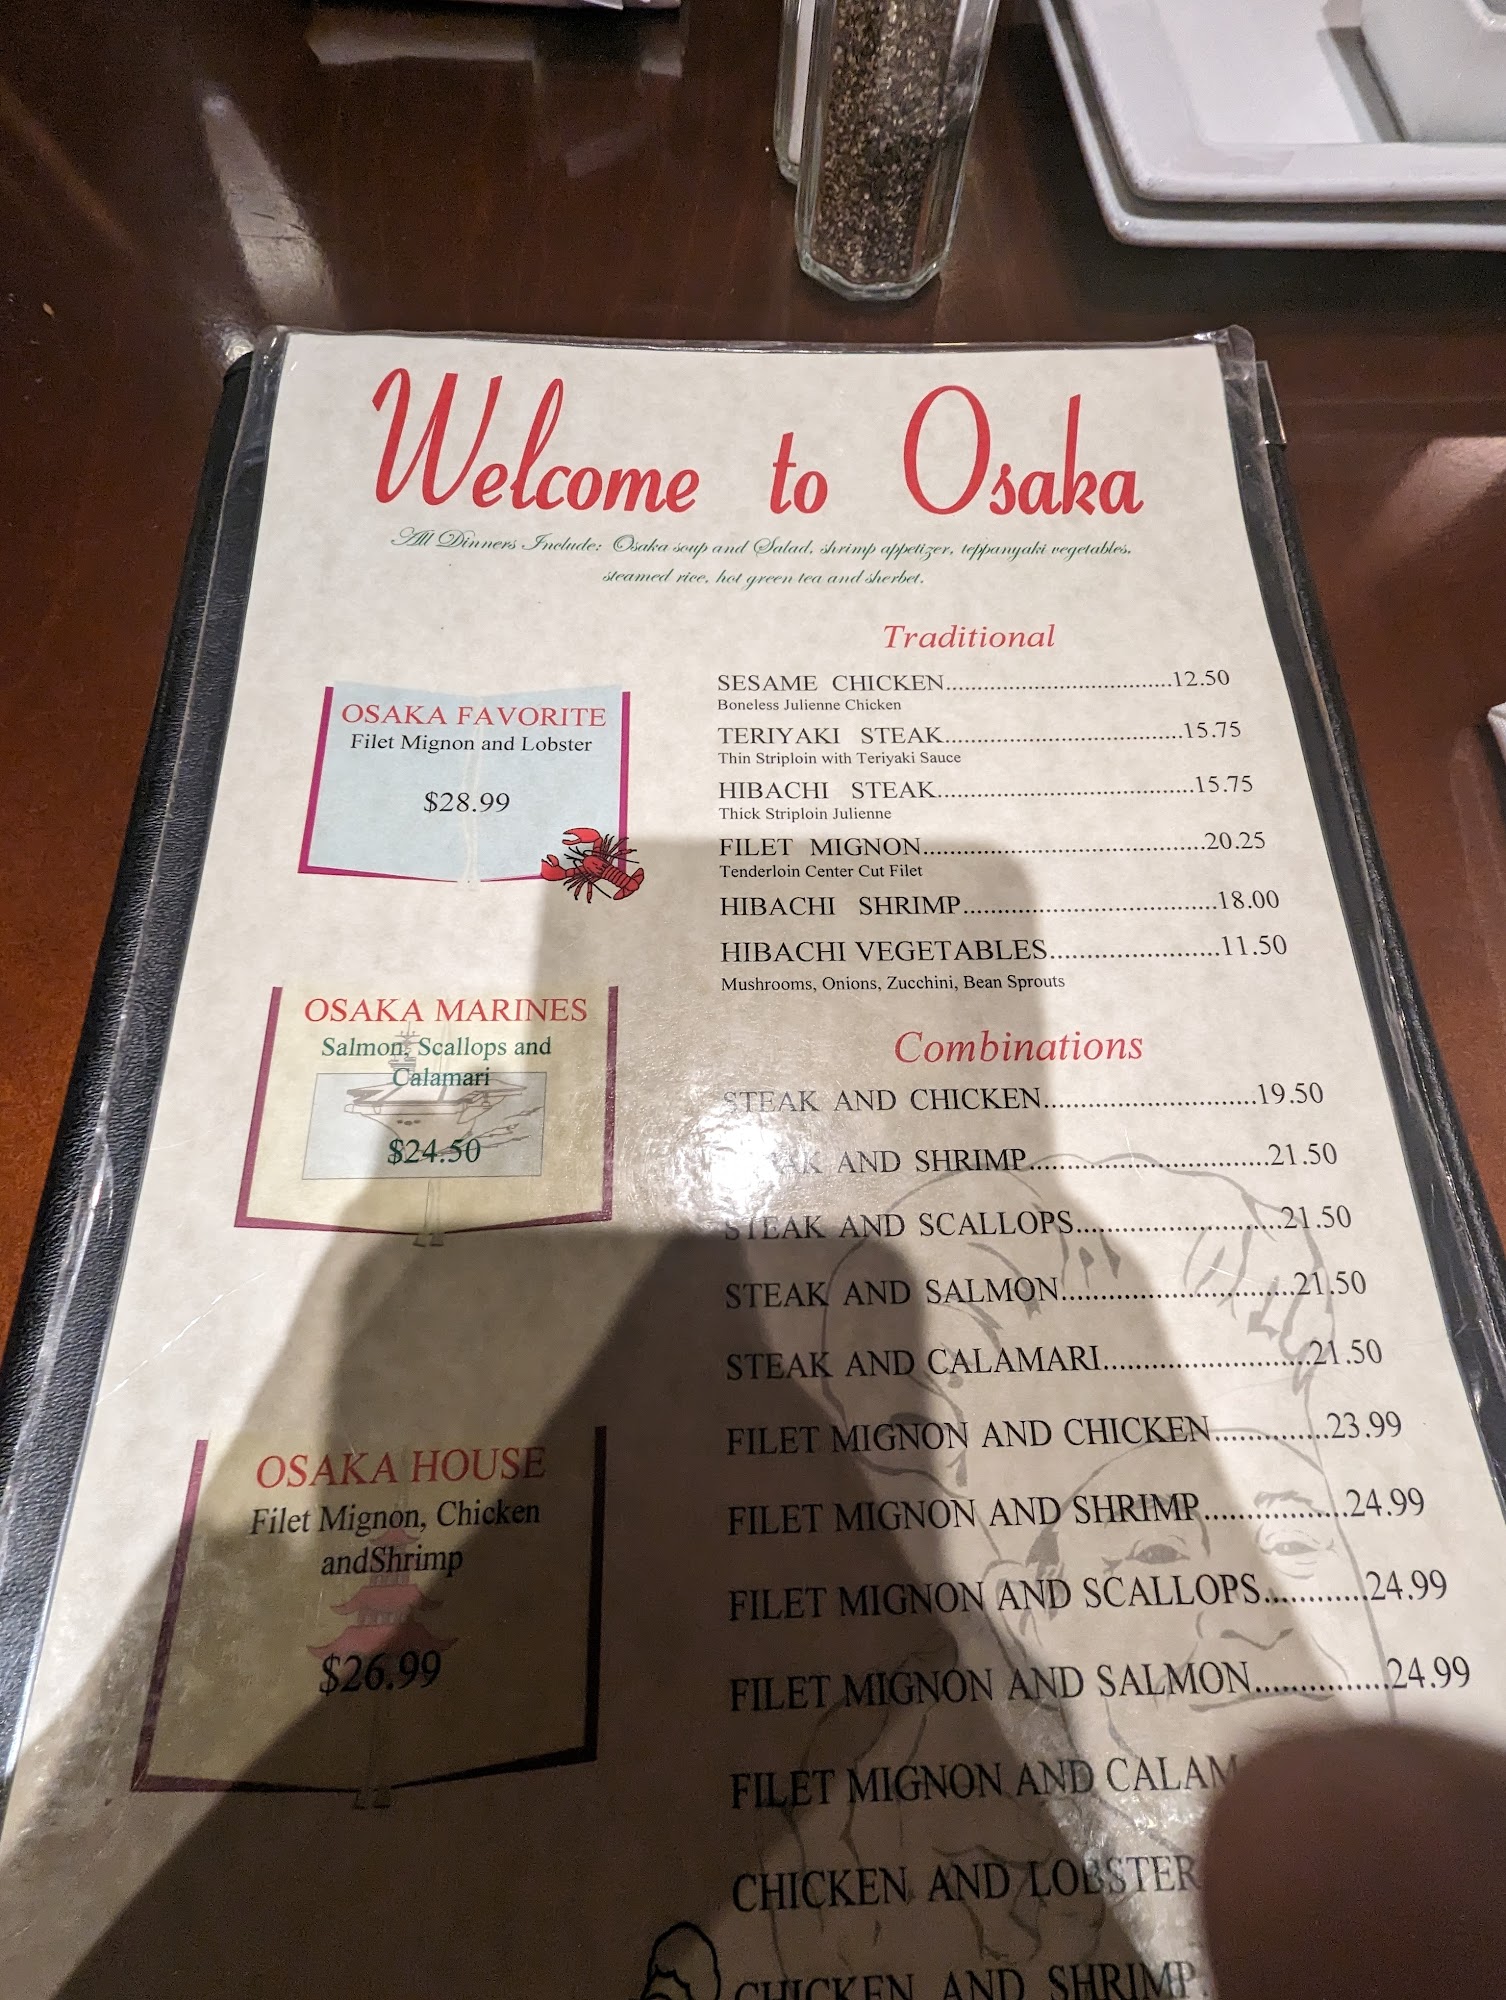 Welcome to Osaka
All Dinners Include: Osaka soup and Salad, shrimp appetizer, teppanyaki vegetables,
steamed rice, hot green tea and sherbet.
OSAKA FAVORITE
Filet Mignon and Lobster
$28.99
OSAKA MARINES
Salmon, Scallops and
Calamari
$24.50
OSAKA HOUSE
Filet Mignon, Chicken
andShrimp
$26.99
Traditional
SESAME CHICKEN....................................12.50
Boneless Julienne Chicken
TERIYAKI STEAK.....................................15.75
Thin Striploin with Teriyaki Sauce
HIBACHI STEAK.......................................15.75
Thick Striploin Julienne
FILET MIGNON..........................................20.25
Tenderloin Center Cut Filet
HIBACHI SHRIMP.....................................18.00
HIBACHI VEGETABLES........................11.50
Mushrooms, Onions, Zucchini, Bean Sprouts
Combinations
STEAK AND CHICKEN.............................19.50
STEAK AND SHRIMP................................21.50
STEAK AND SCALLOPS...........................21.50
STEAK AND SALMON..............................21.50
STEAK AND CALAMARI..........................21.50
FILET MIGNON AND CHICKEN..............23.99
FILET MIGNON AND SHRIMP.................24.99
FILET MIGNON AND SCALLOPS............24.99
FILET MIGNON AND SALMON...............24.99
FILET MIGNON AND CALAM
CHICKEN AND LOBSTER
CHICKEN AND SHRIMP.